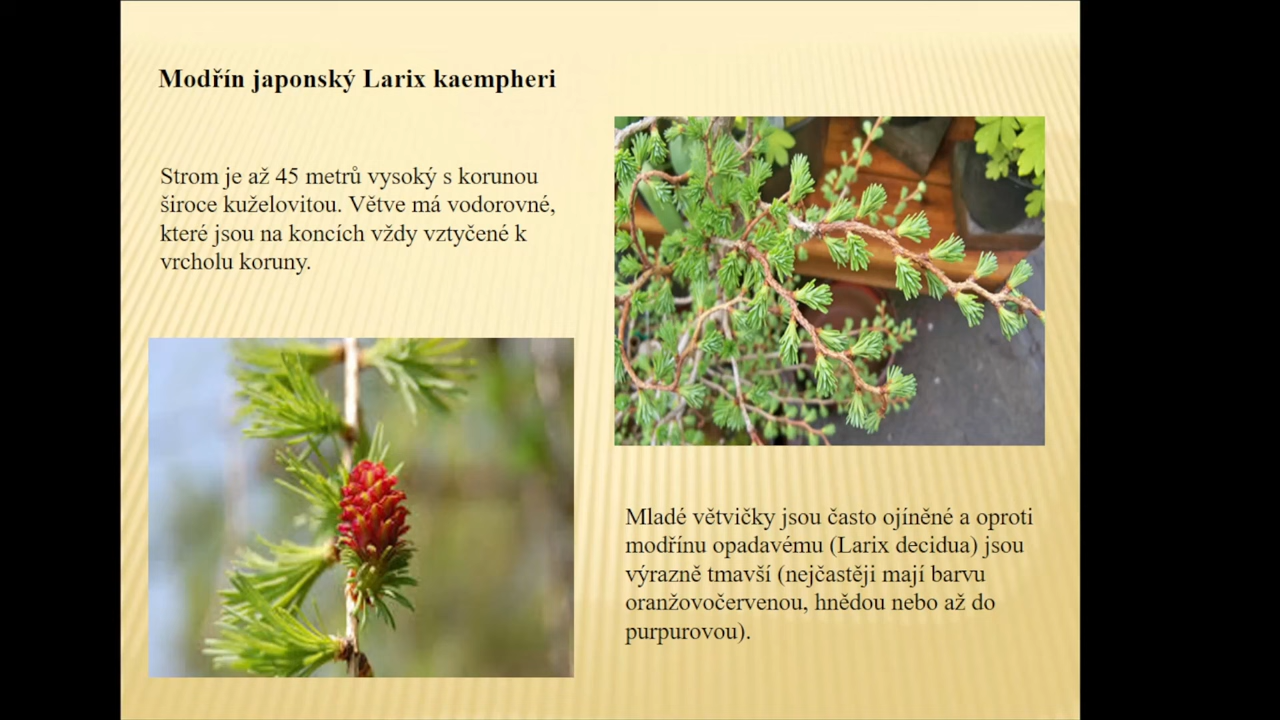 Modřín japonský Larix kaempheri
Strom je až 45 metrů vysoký s korunou
široce kuželovitou. Větve má vodorovné,
které jsou na koncích vždy vztyčené k
vrcholu koruny.
Mladé větvičky jsou často ojíněné a oproti
modřínu opadavému (Larix decidua) jsou
výrazně tmavší (nejčastěji mají barvu
oranžovočervenou, hnědou nebo až do
purpurovou).